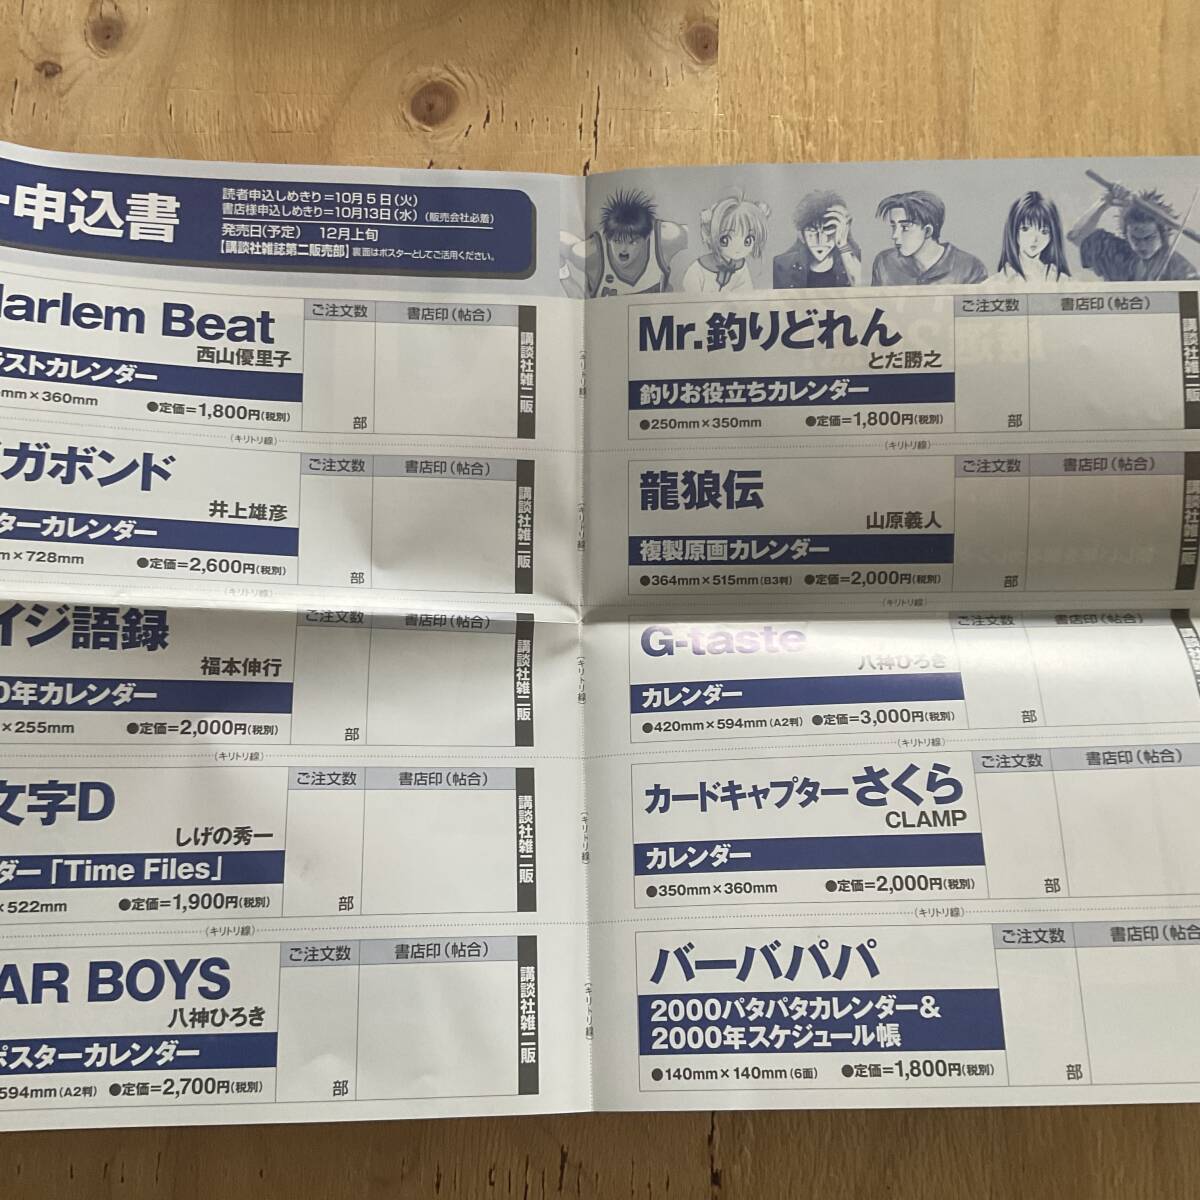 申込書
読者申込しめきり=10月5日(火)
書店様申込しめきり=10月13日(水)(販売会社必着)
発売日(予定) 12月上旬
【講談社雑誌第二販売部】裏面はポスターとしてご活用ください。
Harlem Beat
西山優里子
ストカレンダー
mm×360mm
●定価=1,800円(税別)
ご注文数
書店印(帖合)
部
講談社雑二販
(キリトリ線)
ガボンド
井上雄彦
ターカレンダー
m×728mm
●定価=2,600円(税別)
ご注文数
書店印(帖合)
部
講談社雑二販
(キリトリ線)
イジ語録
福本伸行
0年カレンダー
×255mm
●定価=2,000円(税別)
ご注文数
書店印(帖合)
部
講談社雑二販
(キリトリ線)
文字D
しげの秀一
ダー「Time Files」
×522mm
●定価=1,900円(税別)
ご注文数
書店印(帖合)
部
講談社雑二販
(キリトリ線)
AR BOYS
八神ひろき
ポスターカレンダー
594mm(A2判)
●定価=2,700円(税別)
ご注文数
書店印(帖合)
部
講談社雑二販
(キリトリ線)
(キリトリ線)
(キリトリ線)
(キリトリ線)
(キリトリ線)
Mr.釣りどれん
とだ勝之
釣りお役立ちカレンダー
●250mm×350mm
●定価=1,800円(税別)
ご注文数
書店印(帖合)
部
講談社雑二販
(キリトリ線)
龍狼伝
山原義人
複製原画カレンダー
●364mm×515mm(B3判)
●定価=2,000円(税別)
ご注文数
書店印(帖合)
部
講談社雑二販
(キリトリ線)
G-taste
八神ひろき
カレンダー
●420mm×594mm(A2判)
●定価=3,000円(税別)
ご注文数
書店印(帖合)
部
(キリトリ線)
カードキャプターさくら
CLAMP
カレンダー
●350mm×360mm
●定価=2,000円(税別)
ご注文数
書店印(帖合)
部
(キリトリ線)
バーバパパ
2000パタパタカレンダー&
2000年スケジュール帳
●140mm×140mm(6面)
●定価=1,800円(税別)
ご注文数
書店印(帖合)
部